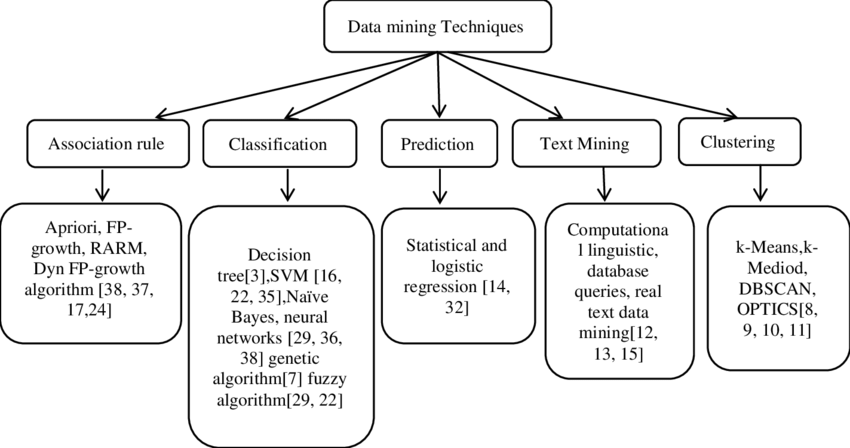 Data mining Techniques
Association rule
Classification
Prediction
Text Mining
Clustering
Apriori, FP-
growth, RARM,
Dyn FP-growth
algorithm [38, 37,
17,24]
Decision
tree[3],SVM [16,
22, 35],Naïve
Bayes, neural
networks [29, 36,
38] genetic
algorithm[7] fuzzy
algorithm[29, 22]
Statistical and
logistic
regression [14,
32]
Computationa
l linguistic,
database
queries, real
text data
mining[12,
13, 15]
k-Means,k-
Mediod,
DBSCAN,
OPTICS[8,
9, 10, 11]